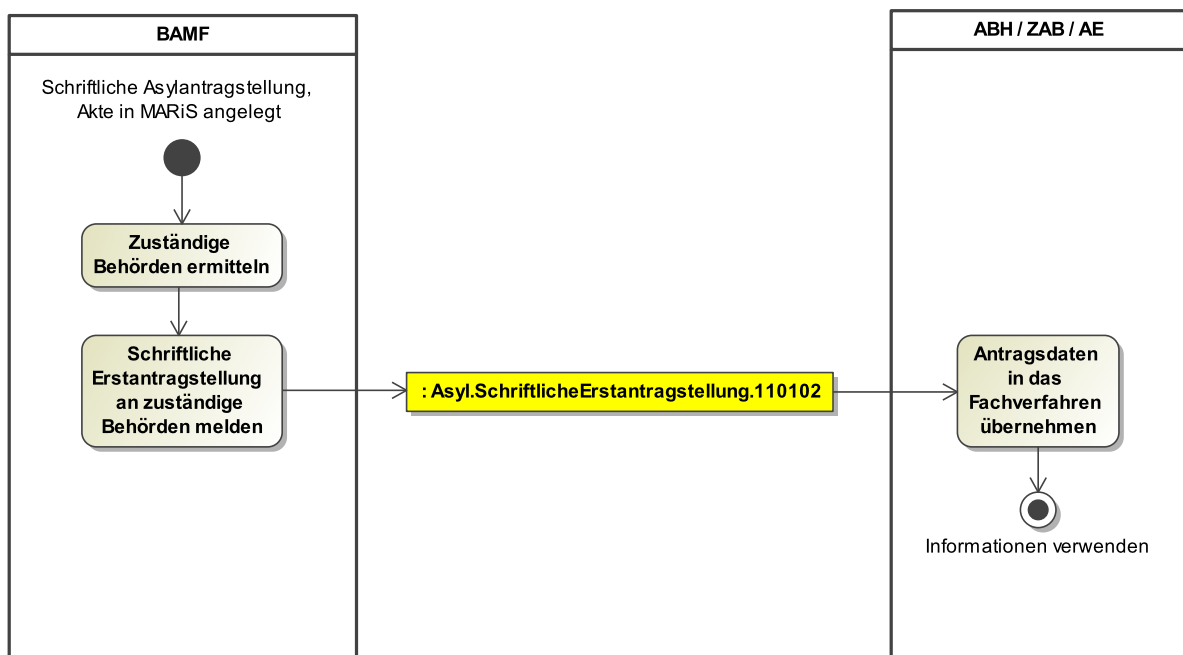 BAMF
Schriftliche Asylantragstellung,
Akte in MARiS angelegt
Zuständige
Behörden ermitteln
Schriftliche
Erstantragstellung
an zuständige
Behörden melden
: Asyl.SchriftlicheErstantragstellung.110102
ABH / ZAB / AE
Antragsdaten
in das
Fachverfahren
übernehmen
Informationen verwenden